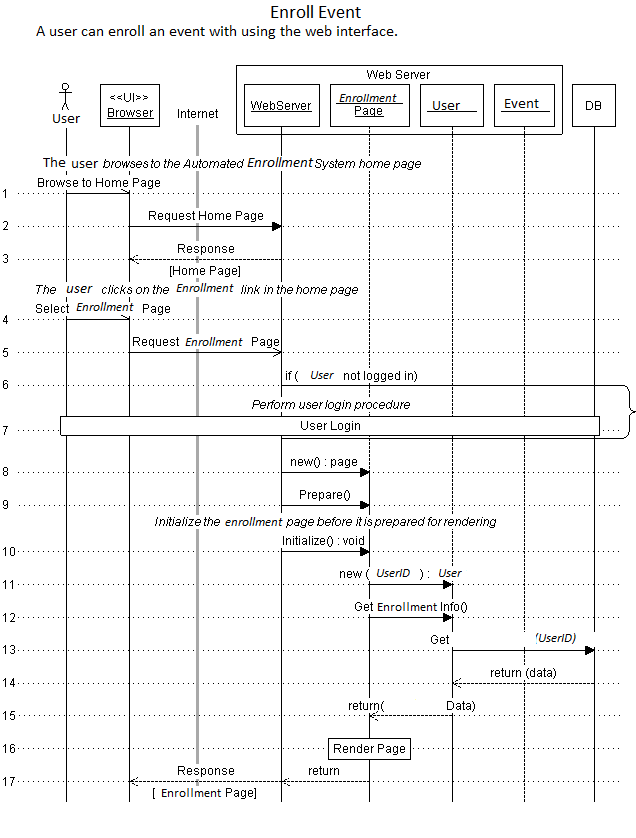 Enroll Event
A user can enroll an event with using the web interface.
Web Server
User
<<UI>>
Browser
Internet
WebServer
Enrollment
Page
User
Event
DB
The user browses to the Automated Enrollment System home page
Browse to Home Page
1
Request Home Page
2
Response
3
[Home Page]
The user clicks on the Enrollment link in the home page
Select Enrollment Page
4
Request Enrollment Page
5
if ( User not logged in)
6
Perform user login procedure
User Login
7
new() : page
8
Prepare()
9
Initialize the enrollment page before it is prepared for rendering
Initialize() : void
10
new ( UserID ) : User
11
Get Enrollment Info()
12
Get (UserID)
13
return (data)
14
return( Data)
15
Render Page
16
Response return
17
[ Enrollment Page]